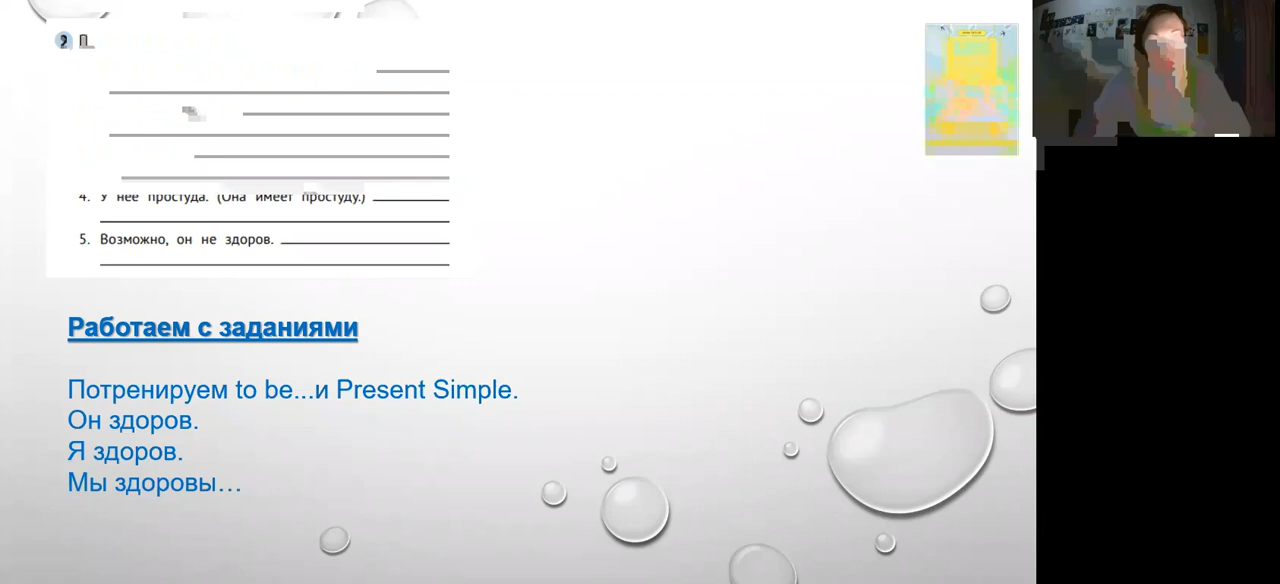 4. У неё простуда. (Она имеет простуду.)
5. Возможно, он не здоров.
Работаем с заданиями
Потренируем to be...и Present Simple.
Он здоров.
Я здоров.
Мы здоровы…